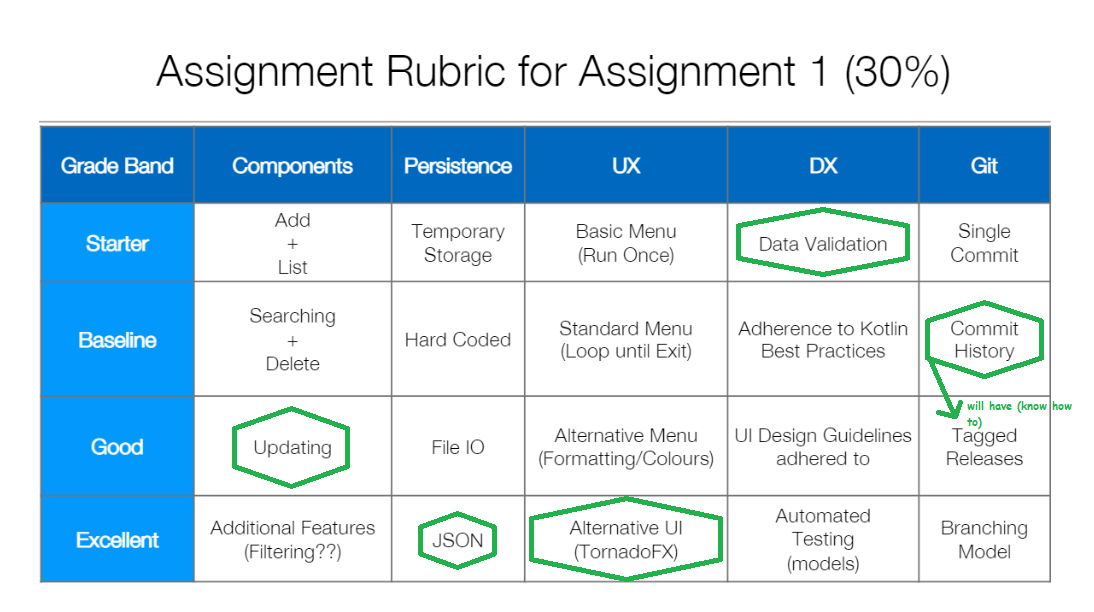 Assignment Rubric for Assignment 1 (30%)
Grade Band
Components
Persistence
UX
DX
Git
Starter
Add
+
List
Temporary
Storage
Basic Menu
(Run Once)
Data Validation
Single
Commit
Baseline
Searching
+
Delete
Hard Coded
Standard Menu
(Loop until Exit)
Adherence to Kotlin
Best Practices
Commit
History
will have (know how
to)
Good
Updating
File IO
Alternative Menu
(Formatting/Colours)
UI Design Guidelines
adhered to
Tagged
Releases
Excellent
Additional Features
(Filtering??)
JSON
Alternative UI
(TornadoFX)
Automated
Testing
(models)
Branching
Model